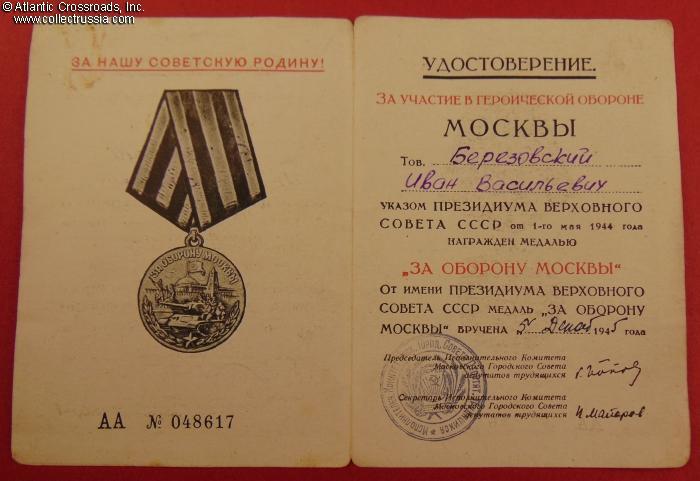 © Atlantic Crossroads, Inc.
www.collectrussia.com
ЗА НАШУ СОВЕТСКУЮ РОДИНУ!
ЗА ОБОРОНУ МОСКВЫ
АА № 048617
УДОСТОВЕРЕНИЕ.
ЗА УЧАСТИЕ В ГЕРОИЧЕСКОЙ ОБОРОНЕ
МОСКВЫ
Тов. Березовский
Иван Васильевич
УКАЗОМ ПРЕЗИДИУМА ВЕРХОВНОГО
СОВЕТА СССР от 1-го мая 1944 года
НАГРАЖДЕН МЕДАЛЬЮ
„ЗА ОБОРОНУ МОСКВЫ“
ОТ ИМЕНИ ПРЕЗИДИУМА ВЕРХОВНОГО
СОВЕТА СССР МЕДАЛЬ „ЗА ОБОРОНУ
МОСКВЫ“ ВРУЧЕНА 1945 года
Председатель Исполнительного Комитета
Московского Городского Совета
депутатов трудящихся
Г. Попов
Секретарь Исполнительного Комитета
Московского Городского Совета
депутатов трудящихся